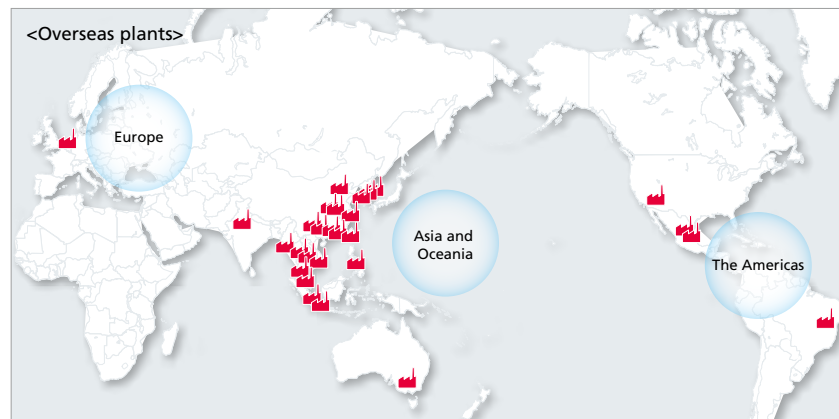 <Overseas plants>
Europe
Asia and
Oceania
The Americas